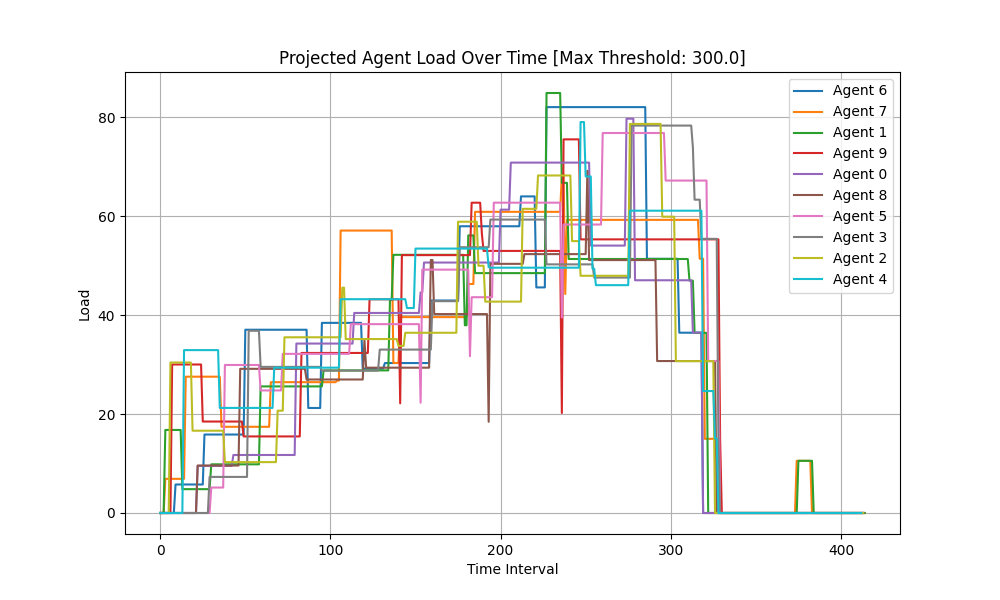 Projected Agent Load Over Time [Max Threshold: 300.0]
Load
80
60
40
20
0
0 100 200 300 400
Time Interval
Agent 6
Agent 7
Agent 1
Agent 9
Agent 0
Agent 8
Agent 5
Agent 3
Agent 2
Agent 4